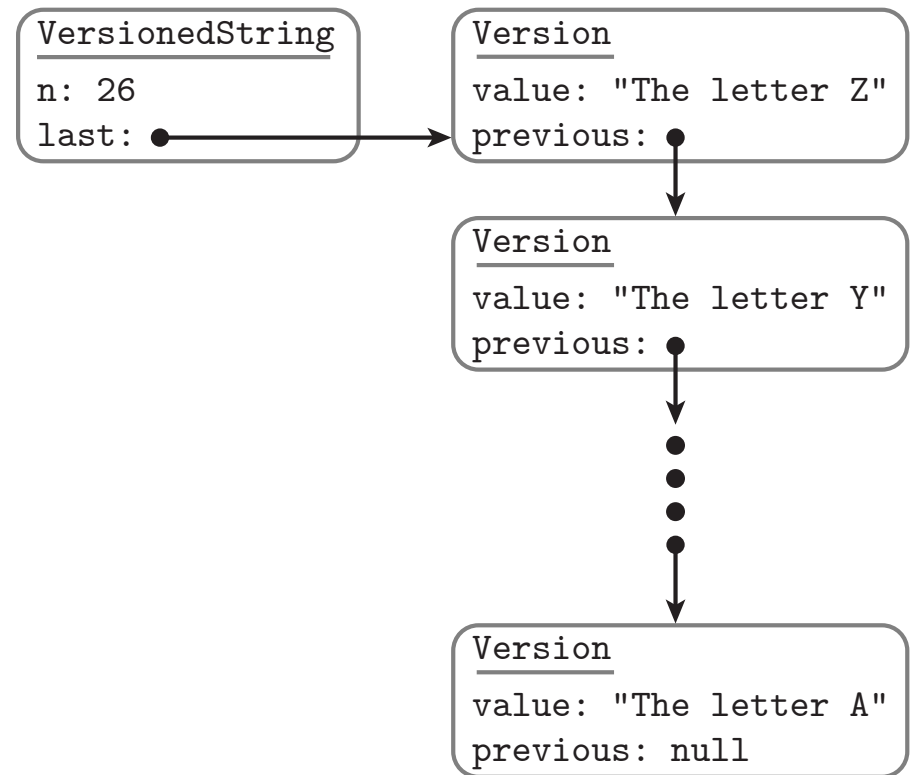 VersionedString
n: 26
last:
Version
value: "The letter Z"
previous:
Version
value: "The letter Y"
previous:
Version
value: "The letter A"
previous: null